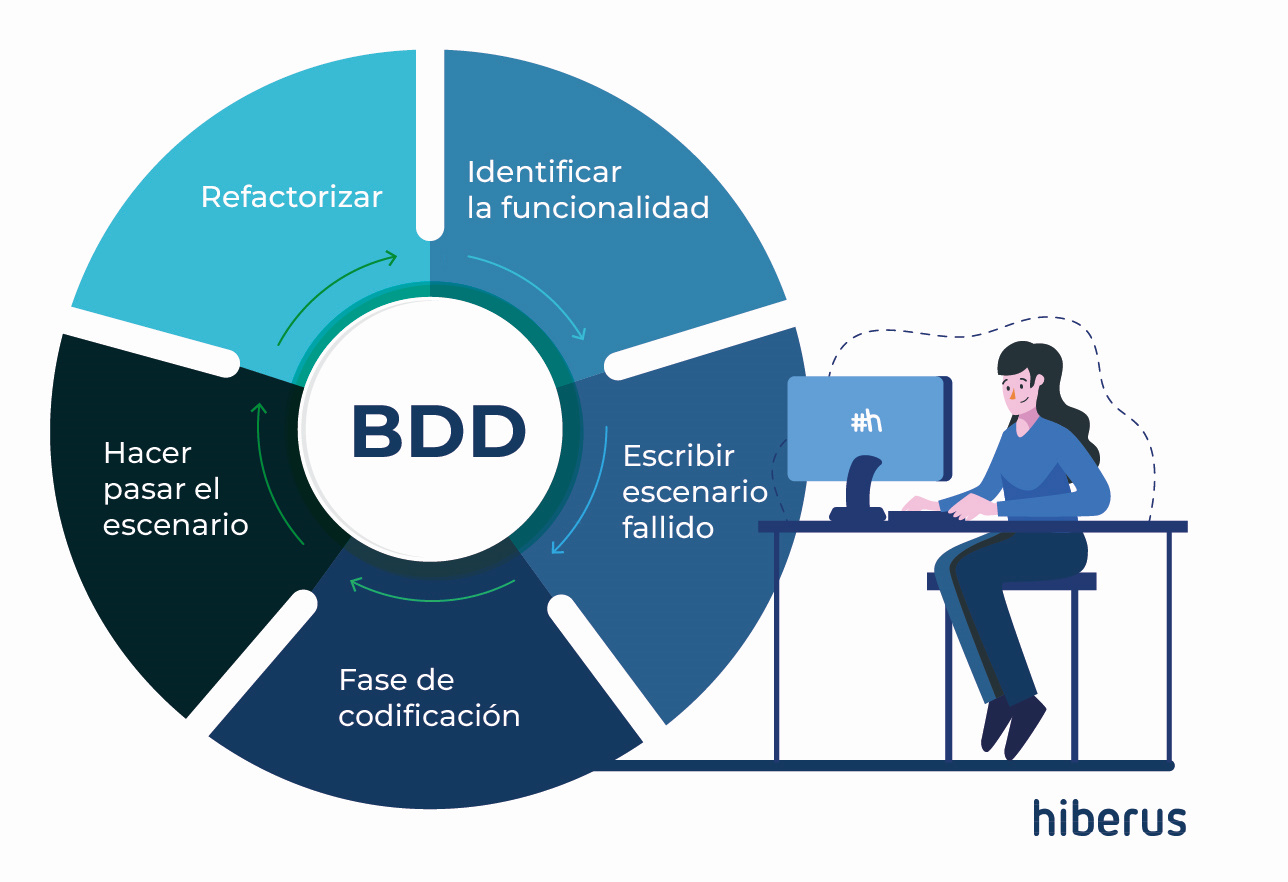 Refactorizar
Identificar
la funcionalidad
BDD
Hacer
pasar el
escenario
Escribir
escenario
fallido
Fase de
codificación
#h
hiberus